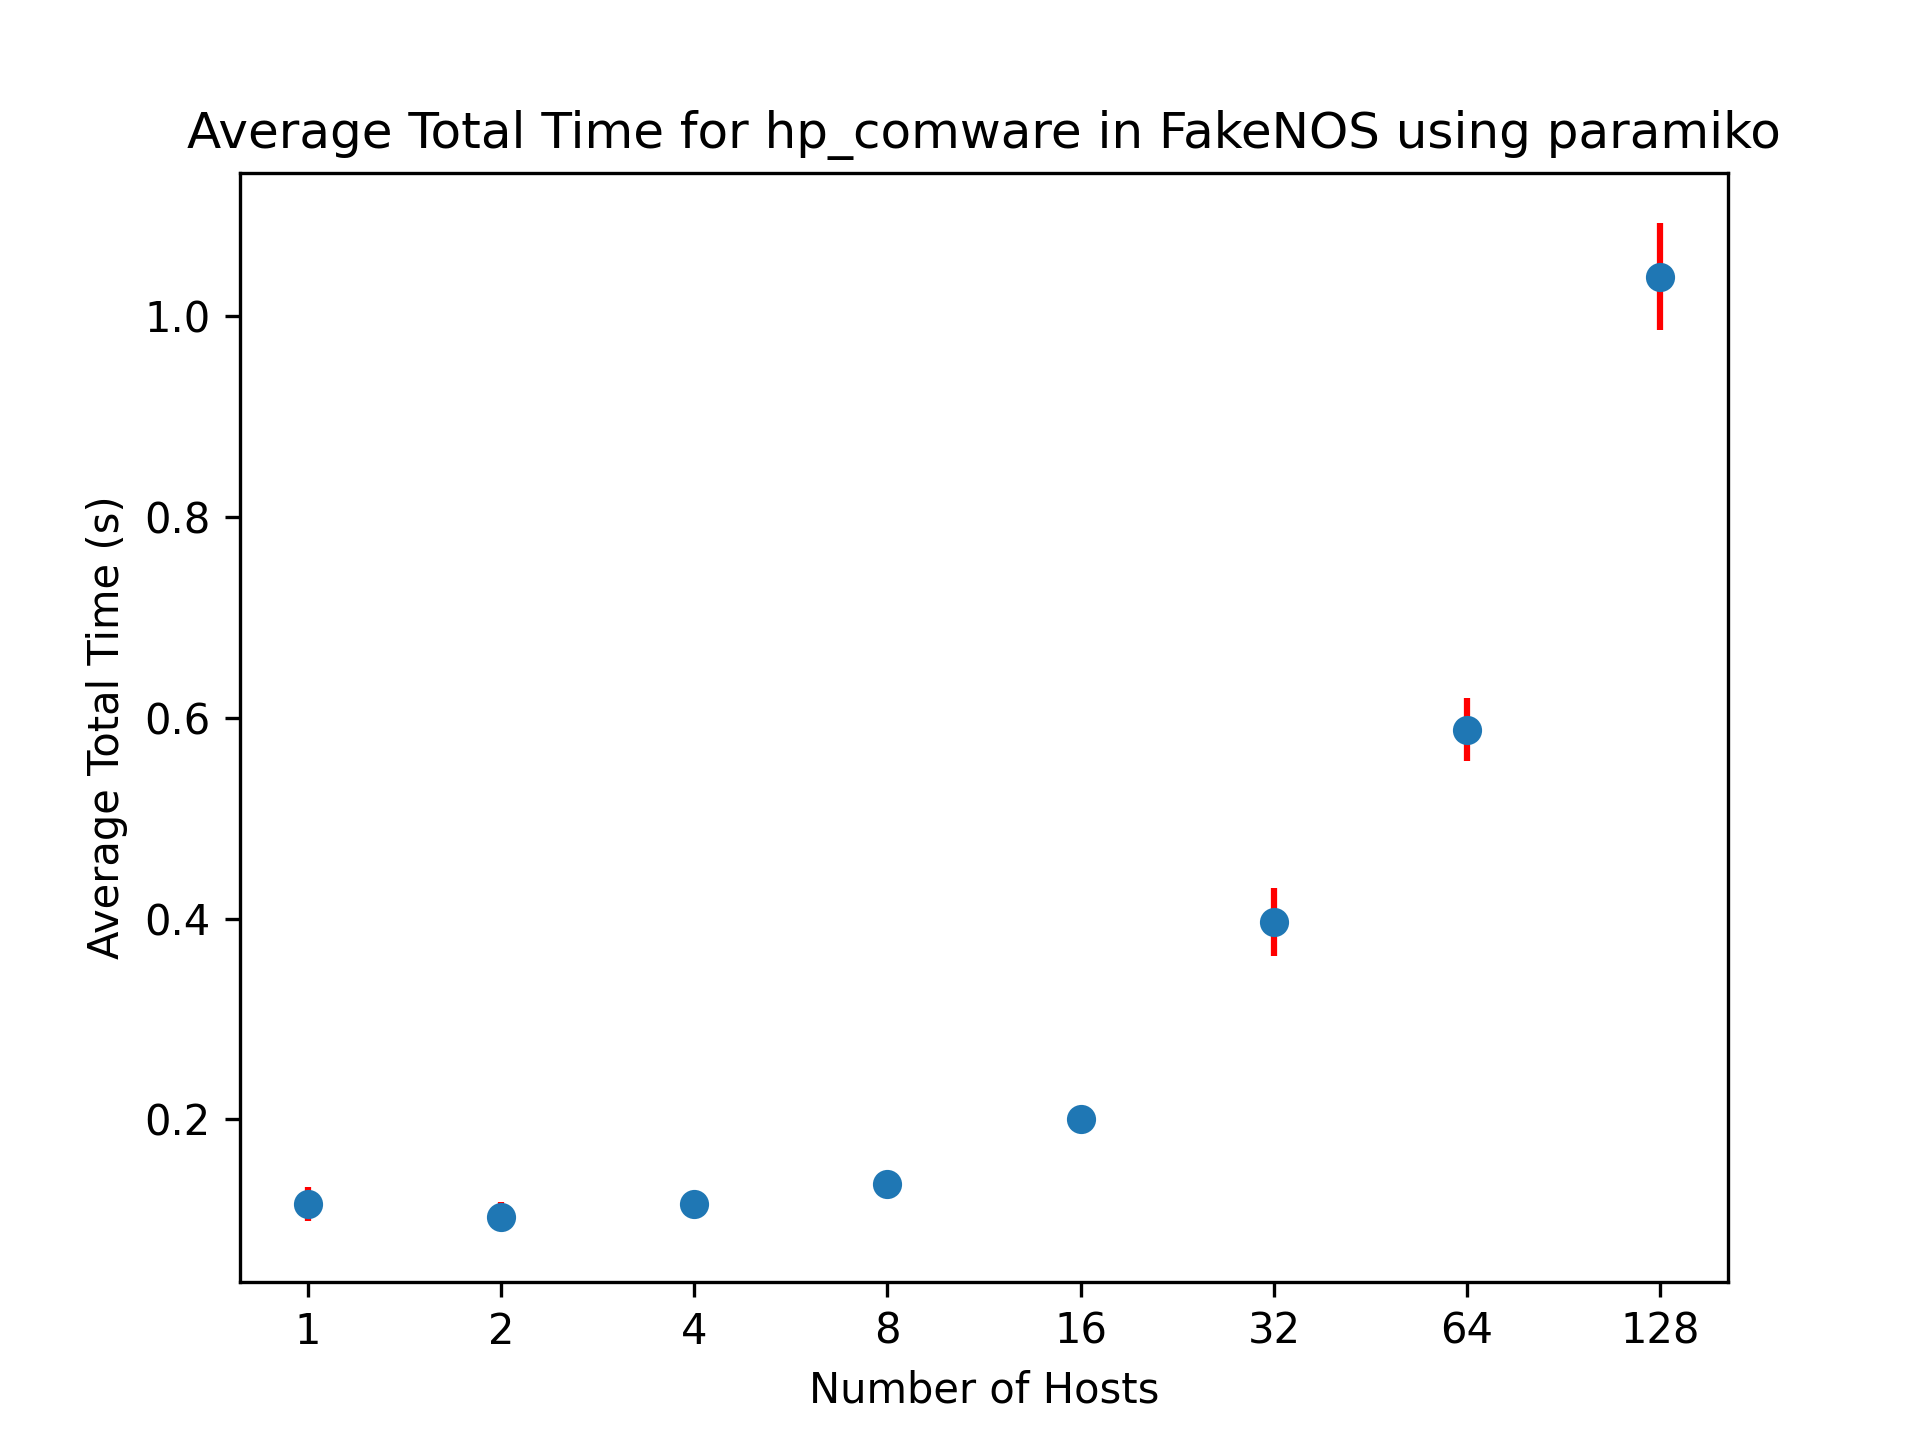 Average Total Time for hp_comware in FakeNOS using paramiko
Average Total Time (s)
1.0
0.8
0.6
0.4
0.2
1 2 4 8 16 32 64 128
Number of Hosts